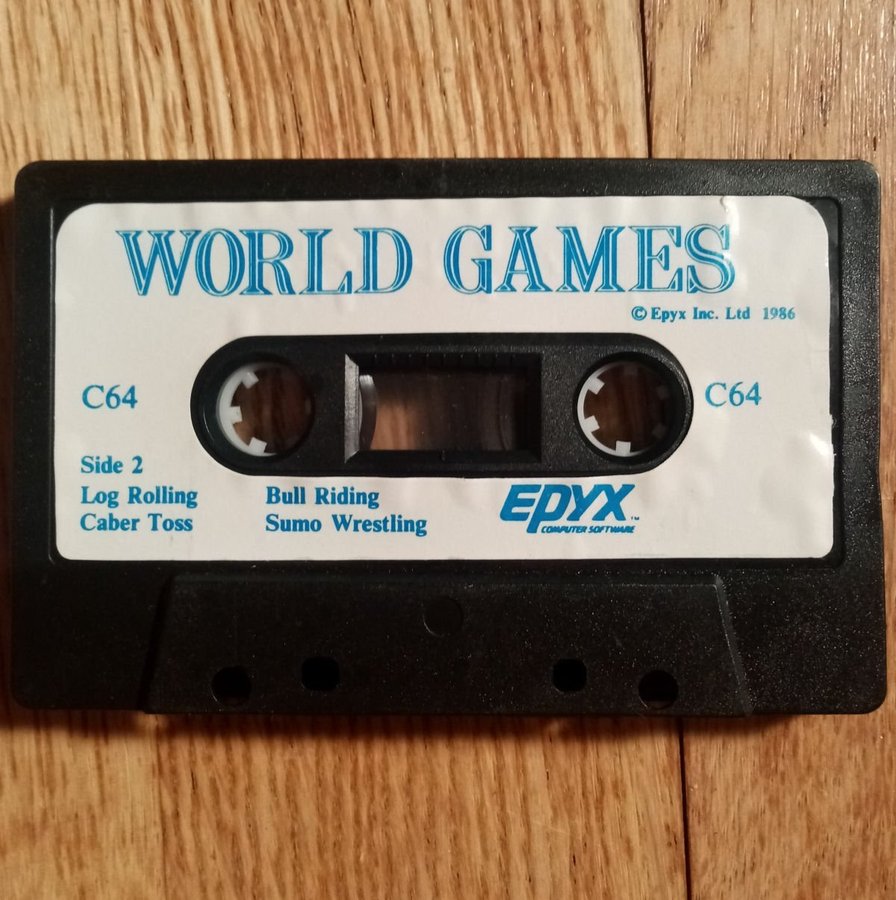 WORLD GAMES
© Epyx Inc. Ltd 1986
C64 C64
Side 2
Log Rolling Bull Riding
Caber Toss Sumo Wrestling
EPYX™
COMPUTER SOFTWARE